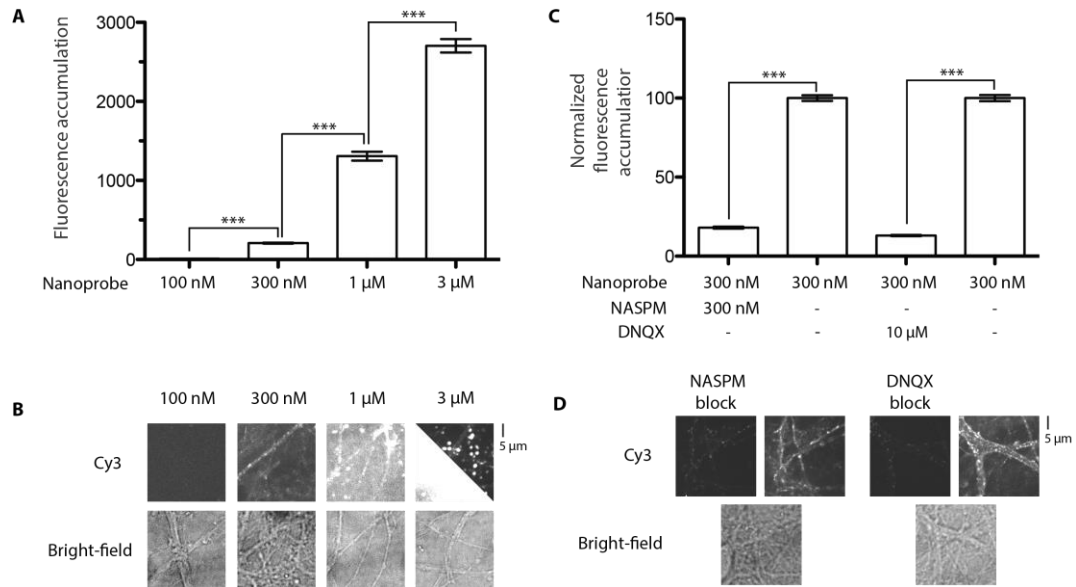 A
Fluorescence accumulation
3000
2000
1000
0
***
***
***
Nanoprobe 100 nM 300 nM 1 µM 3 µM
C
Normalized
fluorescence
accumulatior
150
100
50
0
***
***
Nanoprobe 300 nM 300 nM 300 nM 300 nM
NASPM 300 nM - - -
DNQX - - 10 µM -
B
100 nM 300 nM 1 µM 3 µM
Cy3
5 µm
Bright-field
D
NASPM DNQX
block block
Cy3
5 µm
Bright-field